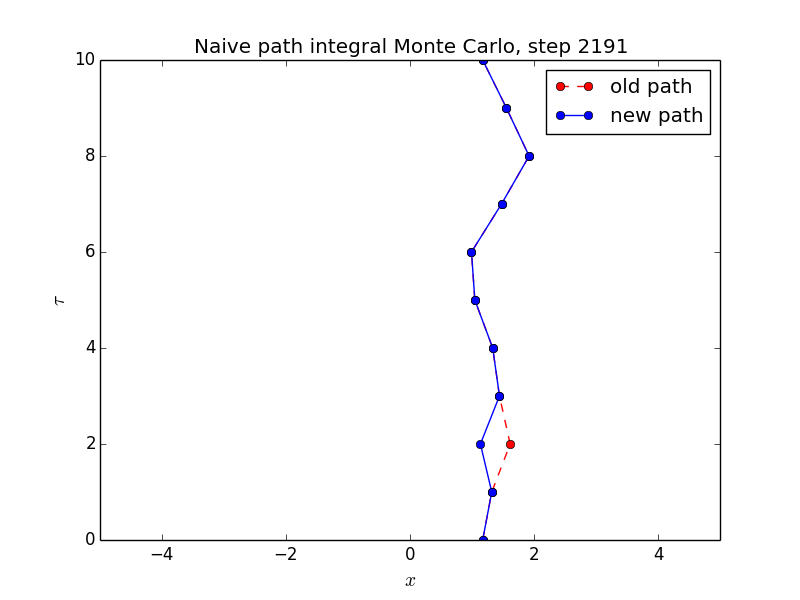 Naive path integral Monte Carlo, step 2191
old path
new path
10
8
6
4
2
0
τ
−4 −2 0 2 4
x